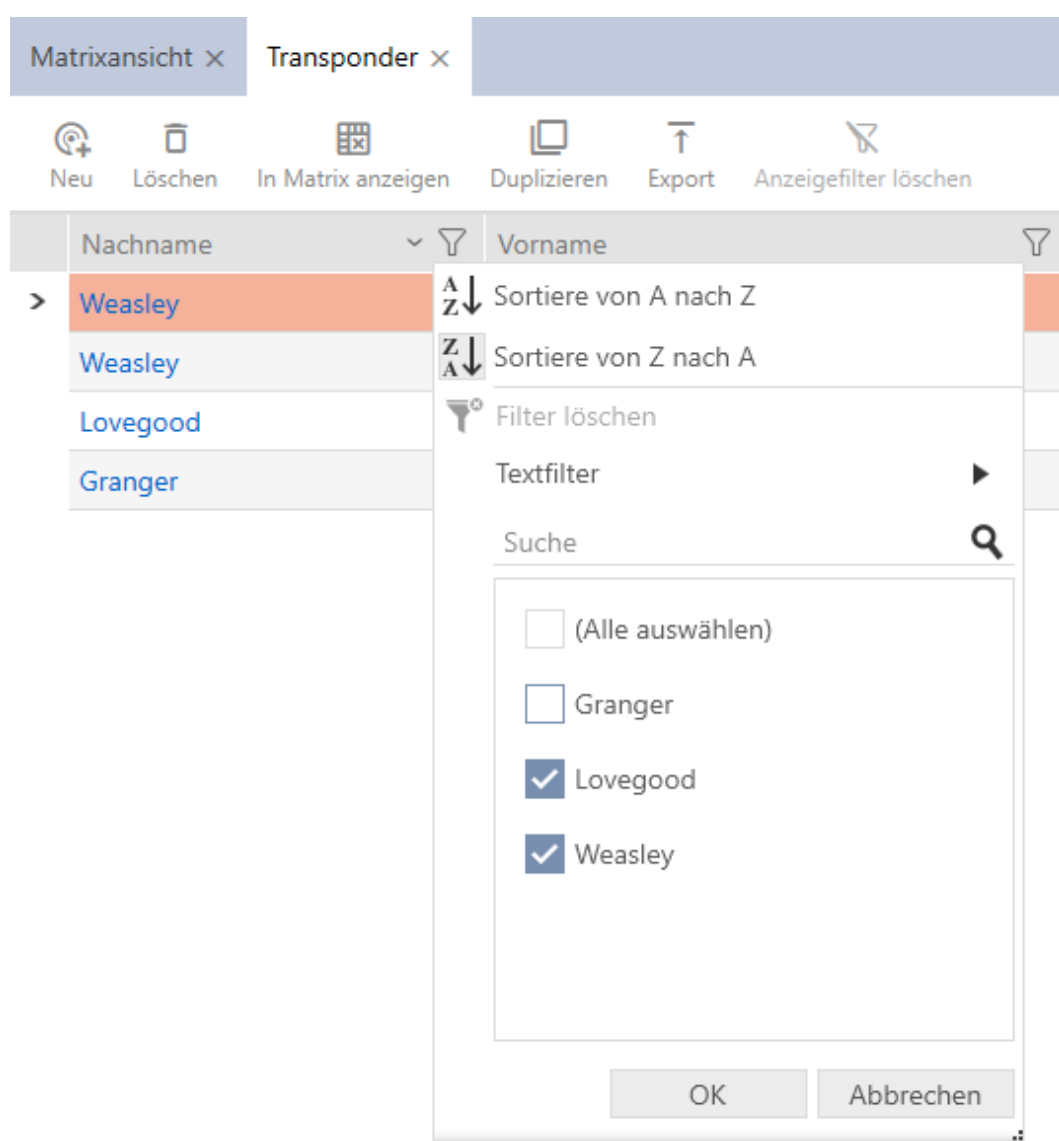 Matrixansicht × Transponder ×
Neu Löschen In Matrix anzeigen Duplizieren Export Anzeigefilter löschen
Nachname Vorname
Weasley
Weasley
Lovegood
Granger
A Z Sortiere von A nach Z
Z A Sortiere von Z nach A
Filter löschen
Textfilter
Suche
(Alle auswählen)
Granger
Lovegood
Weasley
OK Abbrechen